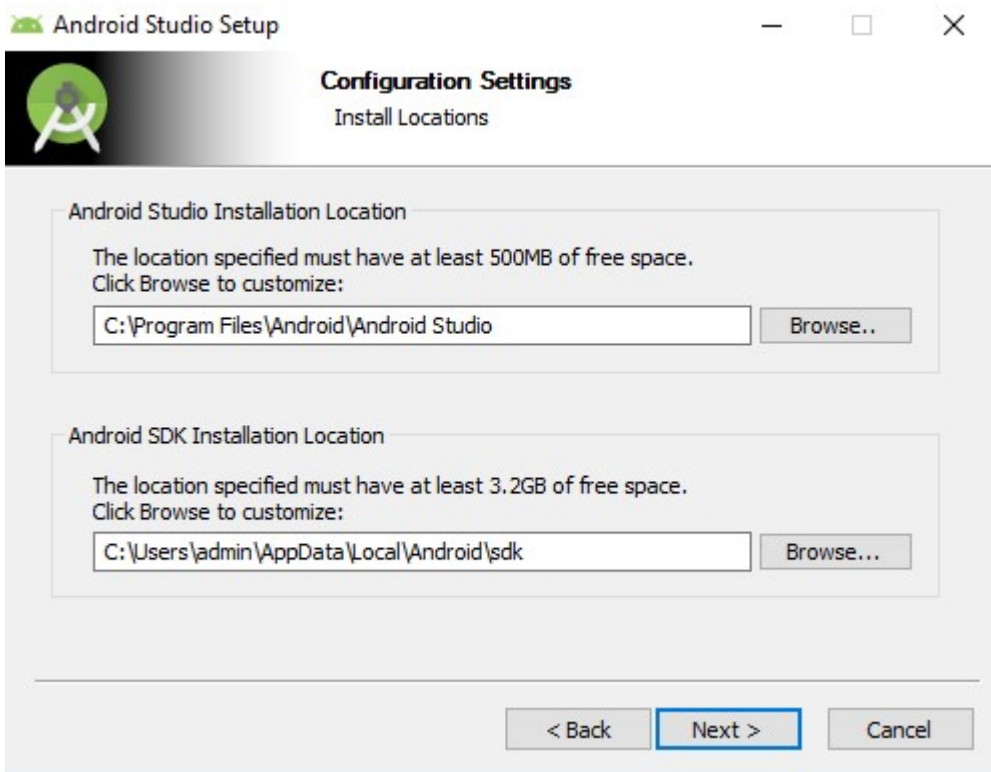 Android Studio Setup
Configuration Settings
Install Locations
Android Studio Installation Location
The location specified must have at least 500MB of free space.
Click Browse to customize:
C:\Program Files\Android\Android Studio
Browse..
Android SDK Installation Location
The location specified must have at least 3.2GB of free space.
Click Browse to customize:
C:\Users\admin\AppData\Local\Android\sdk
Browse...
< Back
Next >
Cancel